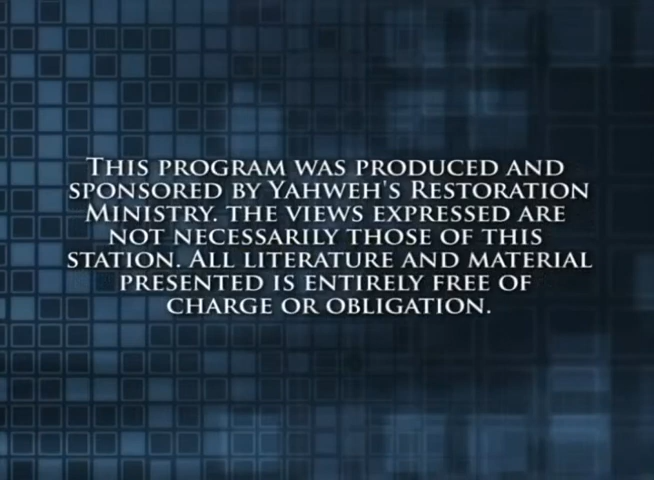 This program was produced and
sponsored by Yahweh's Restoration
Ministry. the views expressed are
not necessarily those of this
station. All literature and material
presented is entirely free of
charge or obligation.